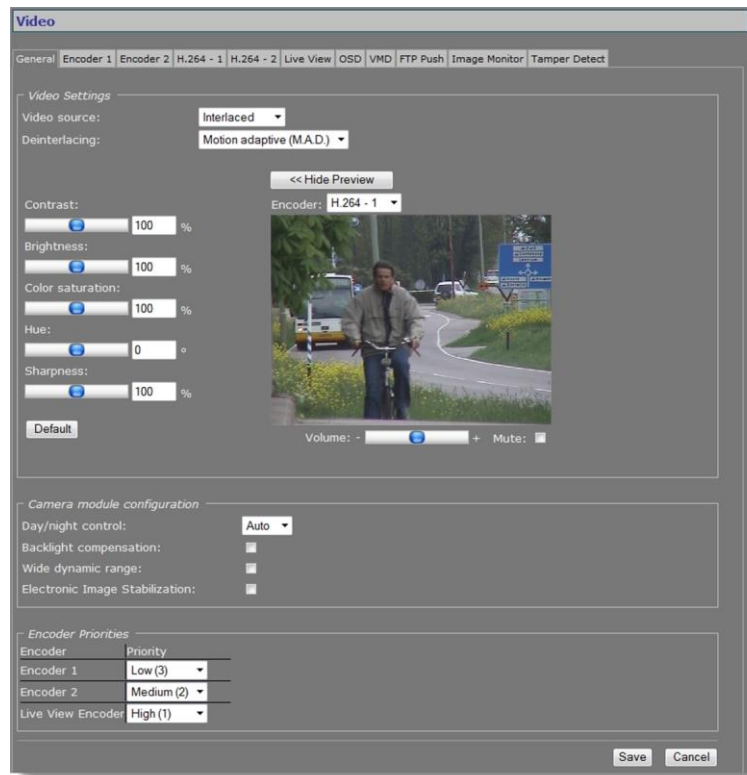 Video
General Encoder 1 Encoder 2 H.264 - 1 H.264 - 2 Live View OSD VMD FTP Push Image Monitor Tamper Detect
Video Settings
Video source: Interlaced
Deinterlacing: Motion adaptive (M.A.D.)
<< Hide Preview
Encoder: H.264 - 1
Contrast:
100 %
Brightness:
100 %
Color saturation:
100 %
Hue:
0 °
Sharpness:
100 %
Default
Volume: - + Mute:
Camera module configuration
Day/night control: Auto
Backlight compensation:
Wide dynamic range:
Electronic Image Stabilization:
Encoder Priorities
Encoder Priority
Encoder 1 Low (3)
Encoder 2 Medium (2)
Live View Encoder High (1)
Save Cancel